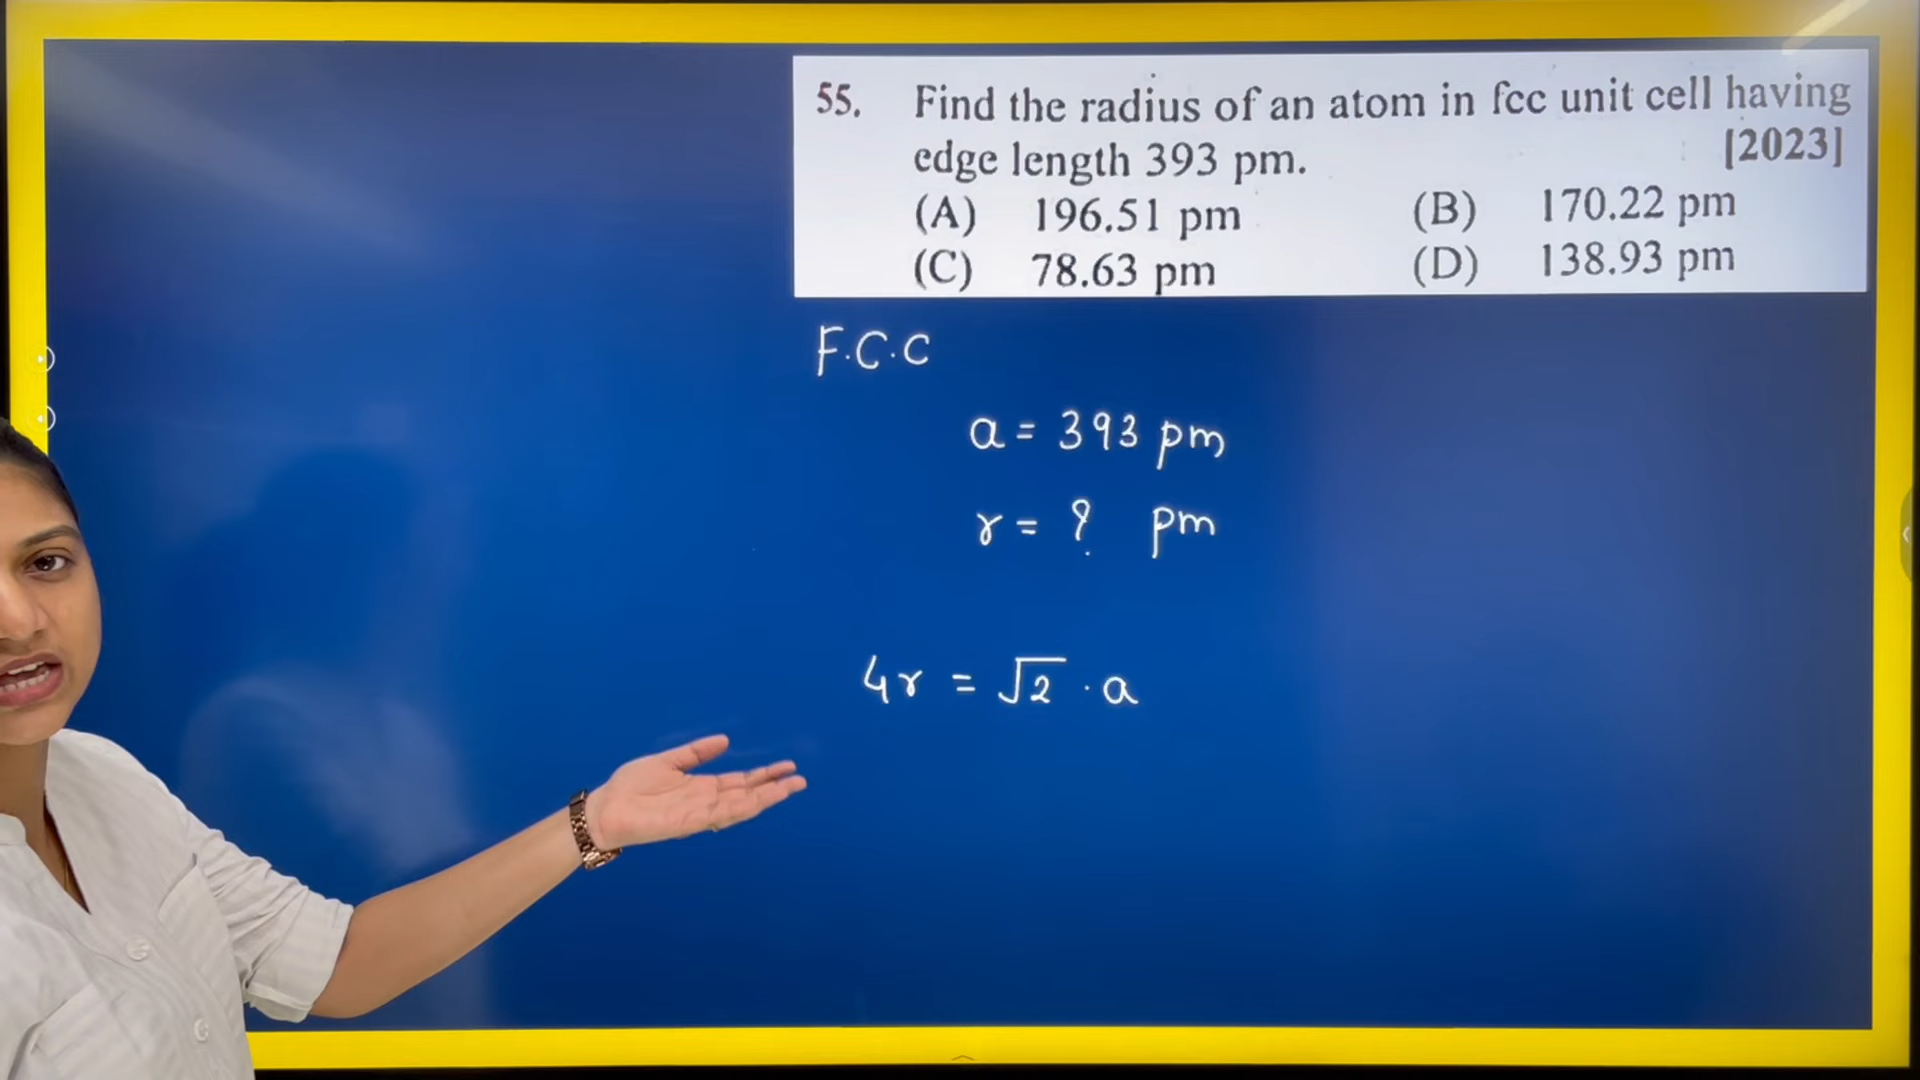 55. Find the radius of an atom in fcc unit cell having
edge length 393 pm. [2023]
(A) 196.51 pm (B) 170.22 pm
(C) 78.63 pm (D) 138.93 pm
F.C.C
a = 393 pm
r = ? pm
4r = √2 · a